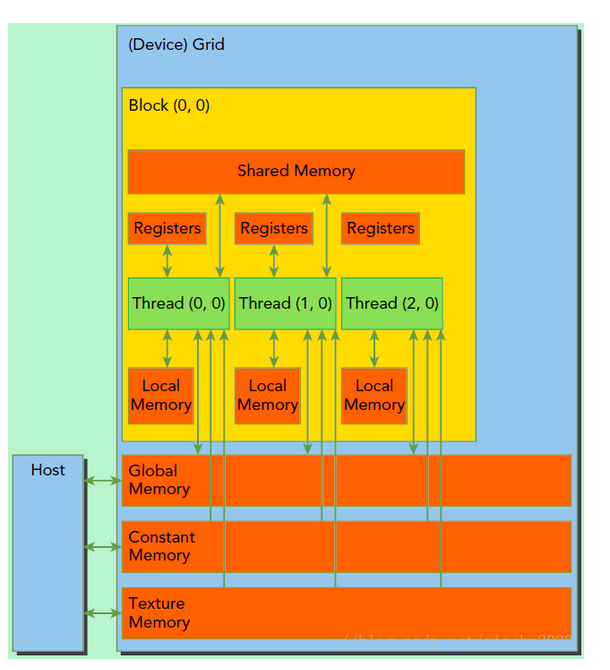 (Device) Grid
Block (0, 0)
Shared Memory
Registers
Registers
Registers
Thread (0, 0)
Thread (1, 0)
Thread (2, 0)
Local
Memory
Local
Memory
Local
Memory
Host
Global
Memory
Constant
Memory
Texture
Memory